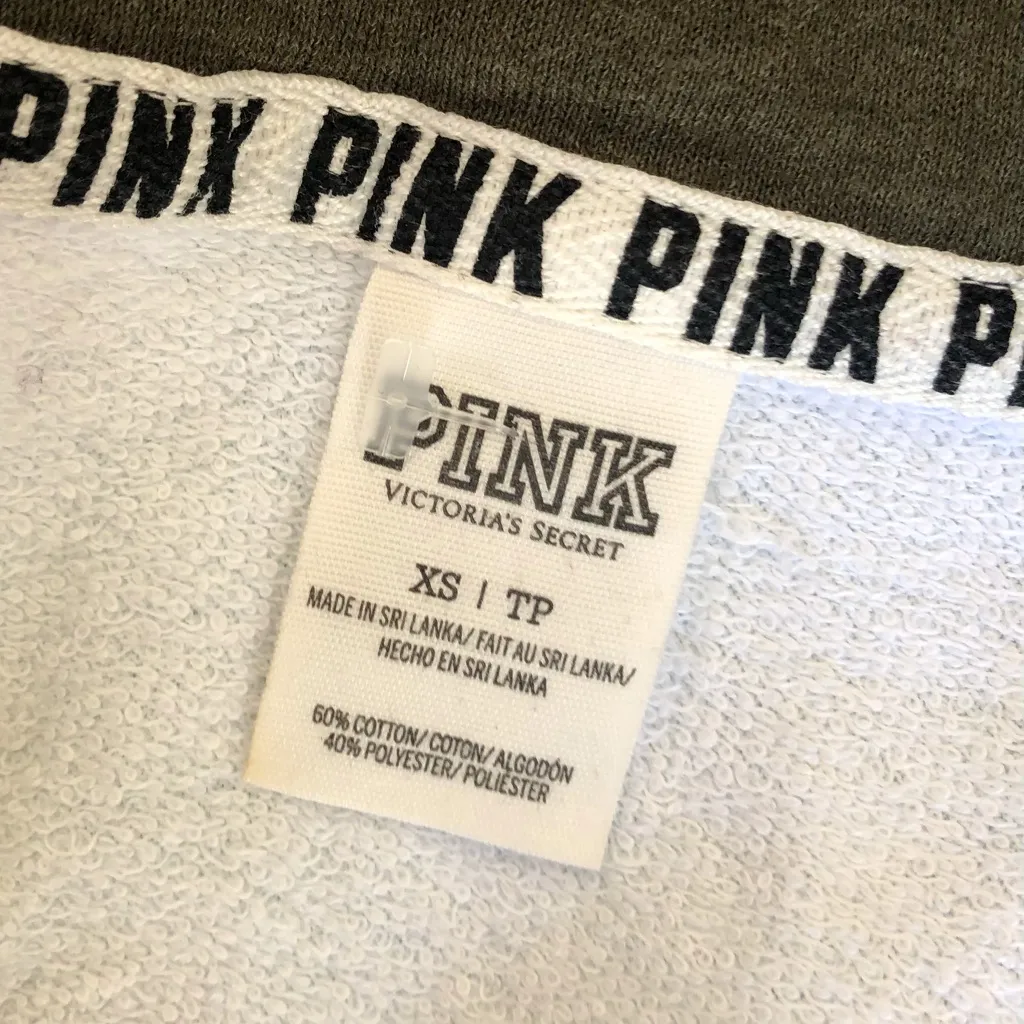 PINK PINK PINK PI
PINK
VICTORIA'S SECRET
XS | TP
MADE IN SRI LANKA/ FAIT AU SRI LANKA/
HECHO EN SRI LANKA
60% COTTON/ COTON/ ALGODÓN
40% POLYESTER/ POLIÉSTER